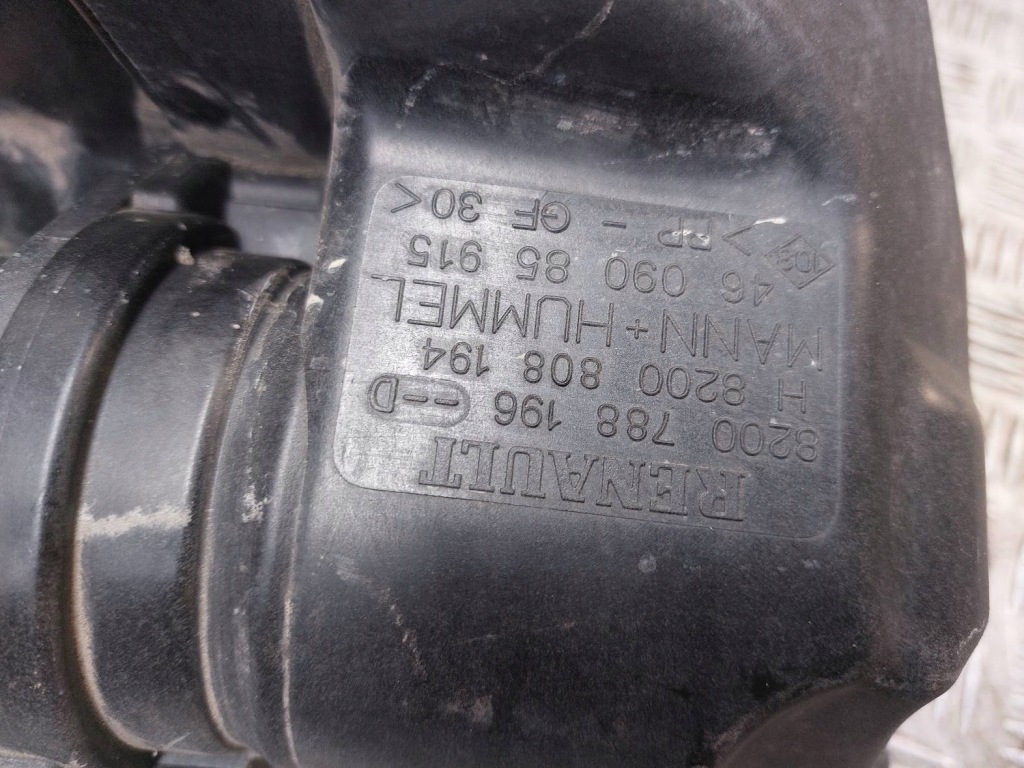 RENAULT
8200 788 196 --D
H 8200 808 194
MANN+HUMMEL
46 090 85 915
>PP - GF 30<